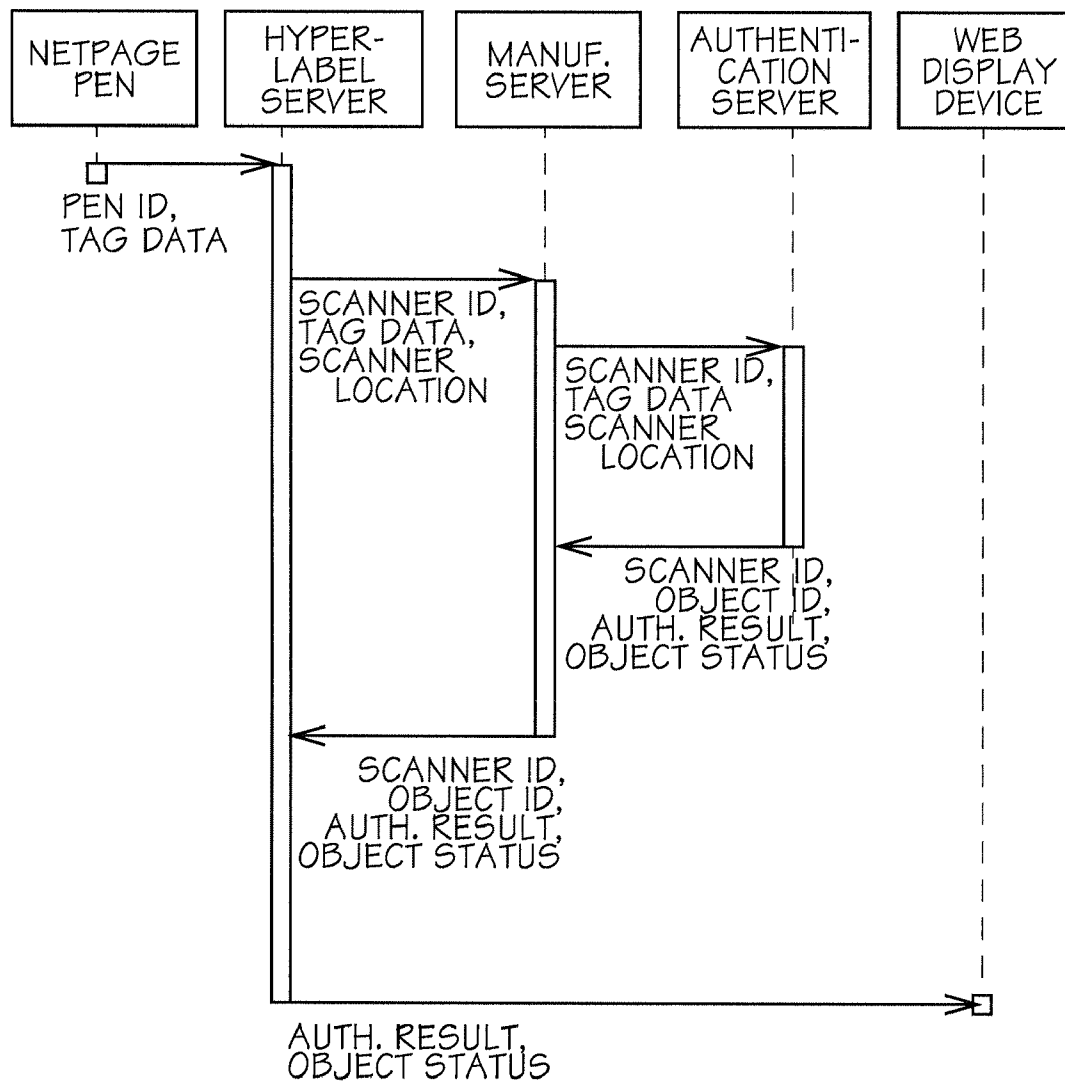 NETPAGE
PEN
HYPER-
LABEL
SERVER
MANUF.
SERVER
AUTHENTI-
CATION
SERVER
WEB
DISPLAY
DEVICE
PEN ID,
TAG DATA
SCANNER ID,
TAG DATA,
SCANNER
LOCATION
SCANNER ID,
TAG DATA
SCANNER
LOCATION
SCANNER ID,
OBJECT ID,
AUTH. RESULT,
OBJECT STATUS
SCANNER ID,
OBJECT ID,
AUTH. RESULT,
OBJECT STATUS
AUTH. RESULT,
OBJECT STATUS